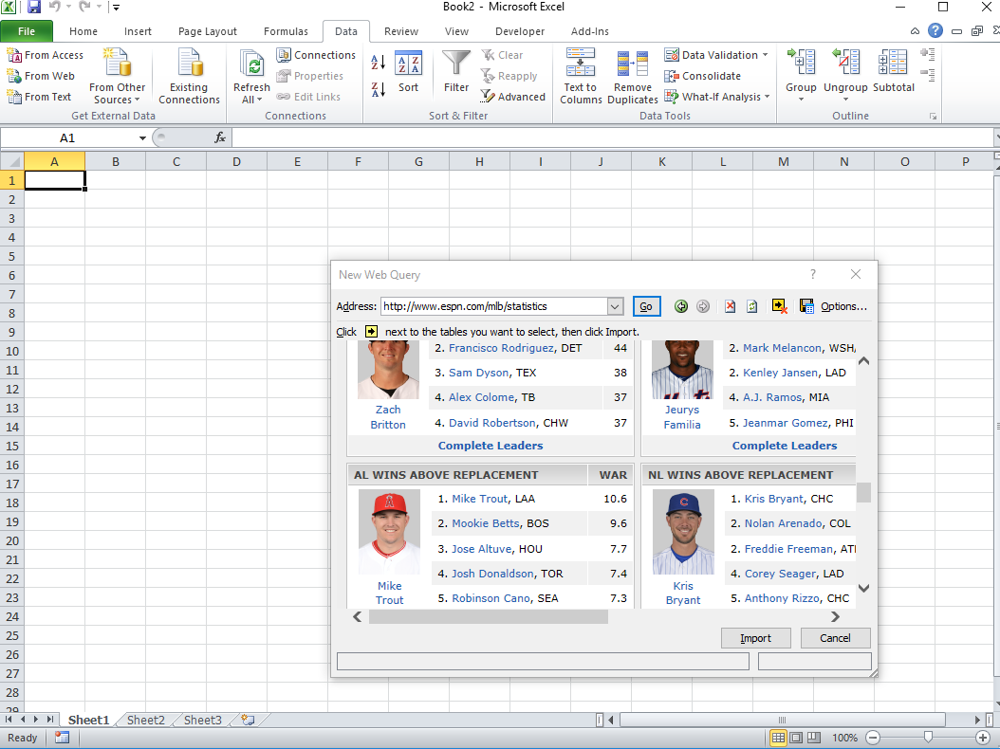 Book2 - Microsoft Excel
File Home Insert Page Layout Formulas Data Review View Developer Add-Ins
From Access
From Web
From Text
From Other Sources
Existing Connections
Get External Data
Refresh All
Connections
Properties
Edit Links
Connections
Sort
Filter
Clear
Reapply
Advanced
Sort & Filter
Text to Columns
Remove Duplicates
Data Validation
Consolidate
What-If Analysis
Data Tools
Group
Ungroup
Subtotal
Outline
A1 fx
A B C D E F G H I J K L M N O P
1
2
3
4
5
6
7
8
9
10
11
12
13
14
15
16
17
18
19
20
21
22
23
24
25
26
27
28
29
New Web Query ?
Address: http://www.espn.com/mlb/statistics Go Options...
Click next to the tables you want to select, then click Import.
2. Francisco Rodriguez, DET 44
3. Sam Dyson, TEX 38
4. Alex Colome, TB 37
4. David Robertson, CHW 37
Zach
Britton
Complete Leaders
2. Mark Melancon, WSH/
2. Kenley Jansen, LAD
4. A.J. Ramos, MIA
5. Jeanmar Gomez, PHI
Jeurys
Familia
Complete Leaders
AL WINS ABOVE REPLACEMENT WAR
1. Mike Trout, LAA 10.6
2. Mookie Betts, BOS 9.6
3. Jose Altuve, HOU 7.7
4. Josh Donaldson, TOR 7.4
5. Robinson Cano, SEA 7.3
Mike
Trout
NL WINS ABOVE REPLACEMENT
1. Kris Bryant, CHC
2. Nolan Arenado, COL
2. Freddie Freeman, ATL
4. Corey Seager, LAD
5. Anthony Rizzo, CHC
Kris
Bryant
Import Cancel
Sheet1 Sheet2 Sheet3
Ready 100%